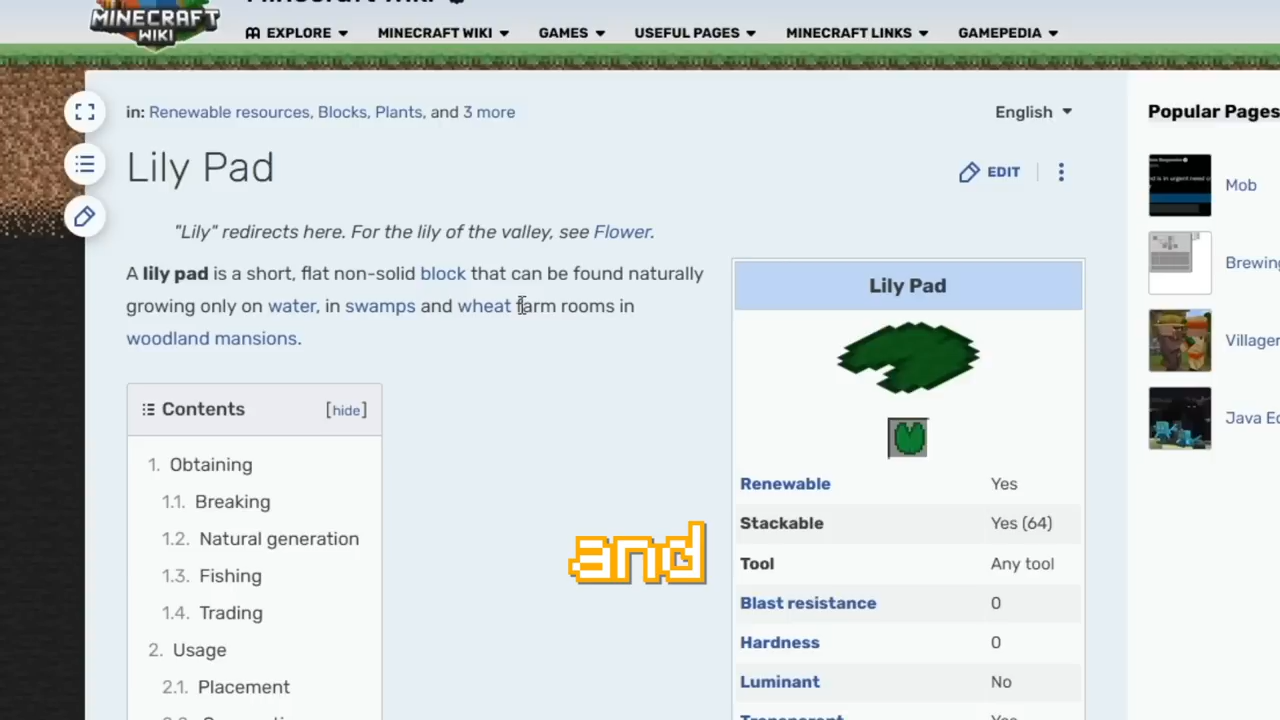 MINECRAFT
WIKI
EXPLORE
MINECRAFT WIKI
GAMES
USEFUL PAGES
MINECRAFT LINKS
GAMEPEDIA
in: Renewable resources, Blocks, Plants, and 3 more
English
Lily Pad
EDIT
"Lily" redirects here. For the lily of the valley, see Flower.
A lily pad is a short, flat non-solid block that can be found naturally
growing only on water, in swamps and wheat farm rooms in
woodland mansions.
Contents [hide]
1. Obtaining
1.1. Breaking
1.2. Natural generation
1.3. Fishing
1.4. Trading
2. Usage
2.1. Placement
and
Lily Pad
Renewable Yes
Stackable Yes (64)
Tool Any tool
Blast resistance 0
Hardness 0
Luminant No
Popular Pages
Mob
Brewing
Villager
Java Ed